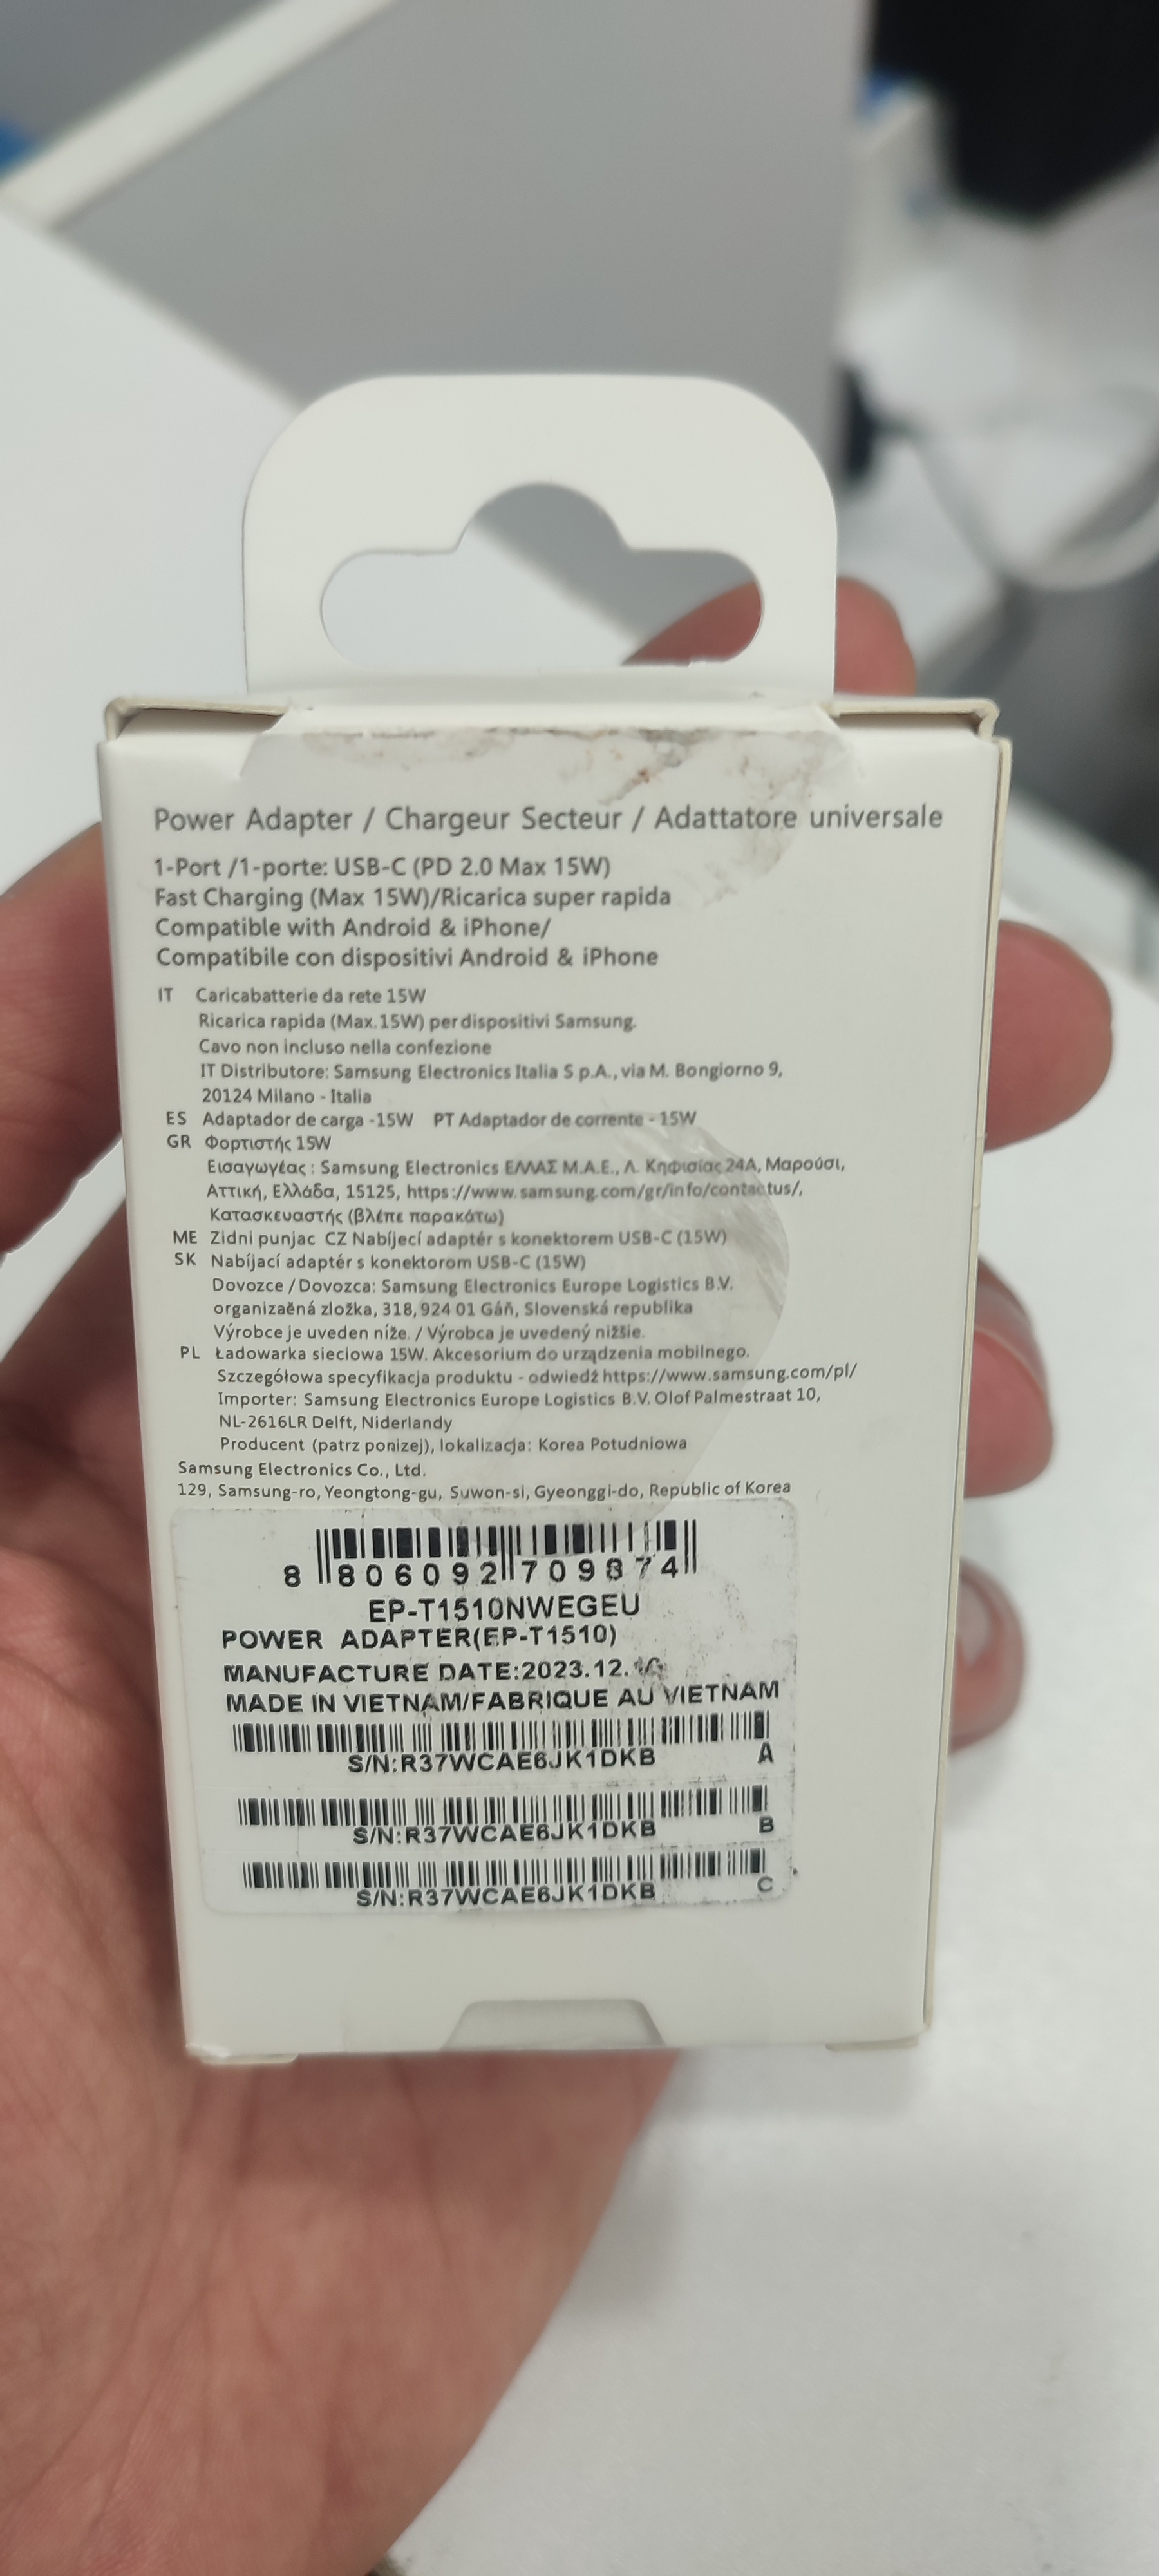 Power Adapter / Chargeur Secteur / Adattatore universale
1-Port /1-porte: USB-C (PD 2.0 Max 15W)
Fast Charging (Max 15W)/Ricarica super rapida
Compatible with Android & iPhone/
Compatibile con dispositivi Android & iPhone
IT Caricabatterie da rete 15W
Ricarica rapida (Max.15W) per dispositivi Samsung.
Cavo non incluso nella confezione
IT Distributore: Samsung Electronics Italia S p.A., via M. Bongiorno 9,
20124 Milano - Italia
ES Adaptador de carga -15W PT Adaptador de corrente - 15W
GR Φορτιστής 15W
Εισαγωγέας : Samsung Electronics ΕΛΛΑΣ Μ.Α.Ε., Λ. Κηφισίας 24Α, Μαρούσι,
Αττική, Ελλάδα, 15125, https://www.samsung.com/gr/info/contactus/,
Κατασκευαστής (βλέπε παρακάτω)
ME Zidni punjac CZ Nabíjecí adaptér s konektorem USB-C (15W)
SK Nabíjací adaptér s konektorom USB-C (15W)
Dovozce / Dovozca: Samsung Electronics Europe Logistics B.V.
organizaěná zložka, 318, 924 01 Gáň, Slovenská republika
Výrobce je uveden níže. / Výrobca je uvedený nižšie.
PL Ładowarka sieciowa 15W. Akcesorium do urządzenia mobilnego.
Szczegółowa specyfikacja produktu - odwiedź https://www.samsung.com/pl/
Importer: Samsung Electronics Europe Logistics B.V. Olof Palmestraat 10,
NL-2616LR Delft, Niderlandy
Producent (patrz ponizej), lokalizacja: Korea Potudniowa
Samsung Electronics Co., Ltd.
129, Samsung-ro, Yeongtong-gu, Suwon-si, Gyeonggi-do, Republic of Korea
8 806092 709874
EP-T1510NWEGEU
POWER ADAPTER(EP-T1510)
MANUFACTURE DATE:2023.12.
MADE IN VIETNAM/FABRIQUE AU VIETNAM
S/N:R37WCAE6JK1DKB A
S/N:R37WCAE6JK1DKB B
S/N:R37WCAE6JK1DKB C